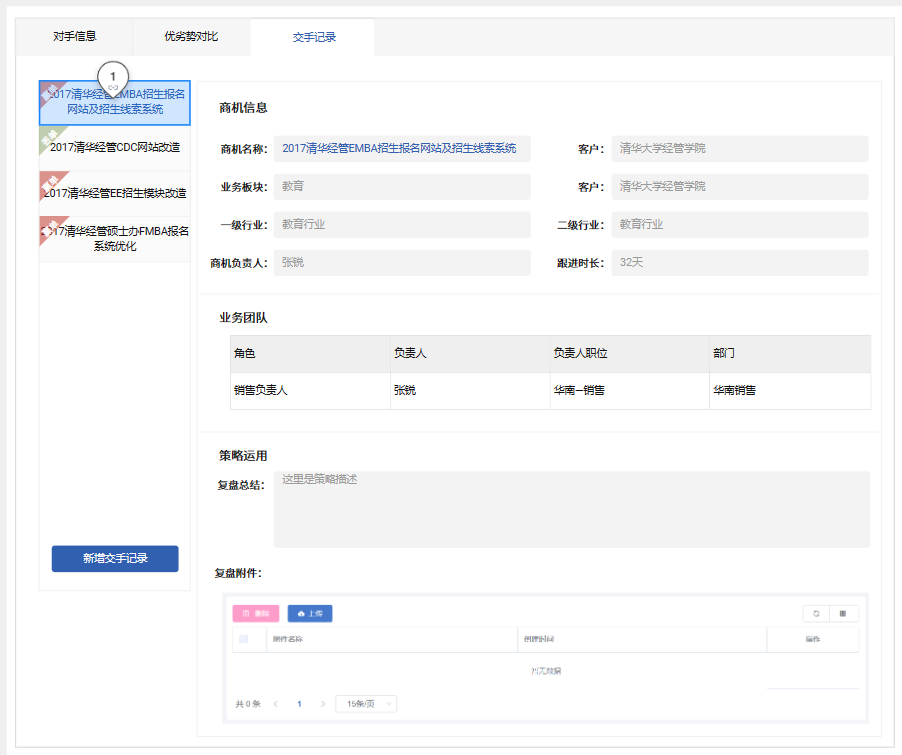 对手信息
优劣势对比
交手记录
1
2017清华经管EMBA招生报名
网站及招生线索系统
2017清华经管CDC网站改造
2017清华经管EE招生模块改造
2017清华经管硕士办FMBA报名
系统优化
新增交手记录
商机信息
商机名称: 2017清华经管EMBA招生报名网站及招生线索系统
客户: 清华大学经管学院
业务板块: 教育
客户: 清华大学经管学院
一级行业: 教育行业
二级行业: 教育行业
商机负责人: 张锐
跟进时长: 32天
业务团队
角色 负责人 负责人职位 部门
销售负责人 张锐 华南—销售 华南销售
策略运用
复盘总结: 这里是策略描述
复盘附件:
删除 上传
附件名称 创建时间 操作
暂无数据
共 0 条 1 15条/页